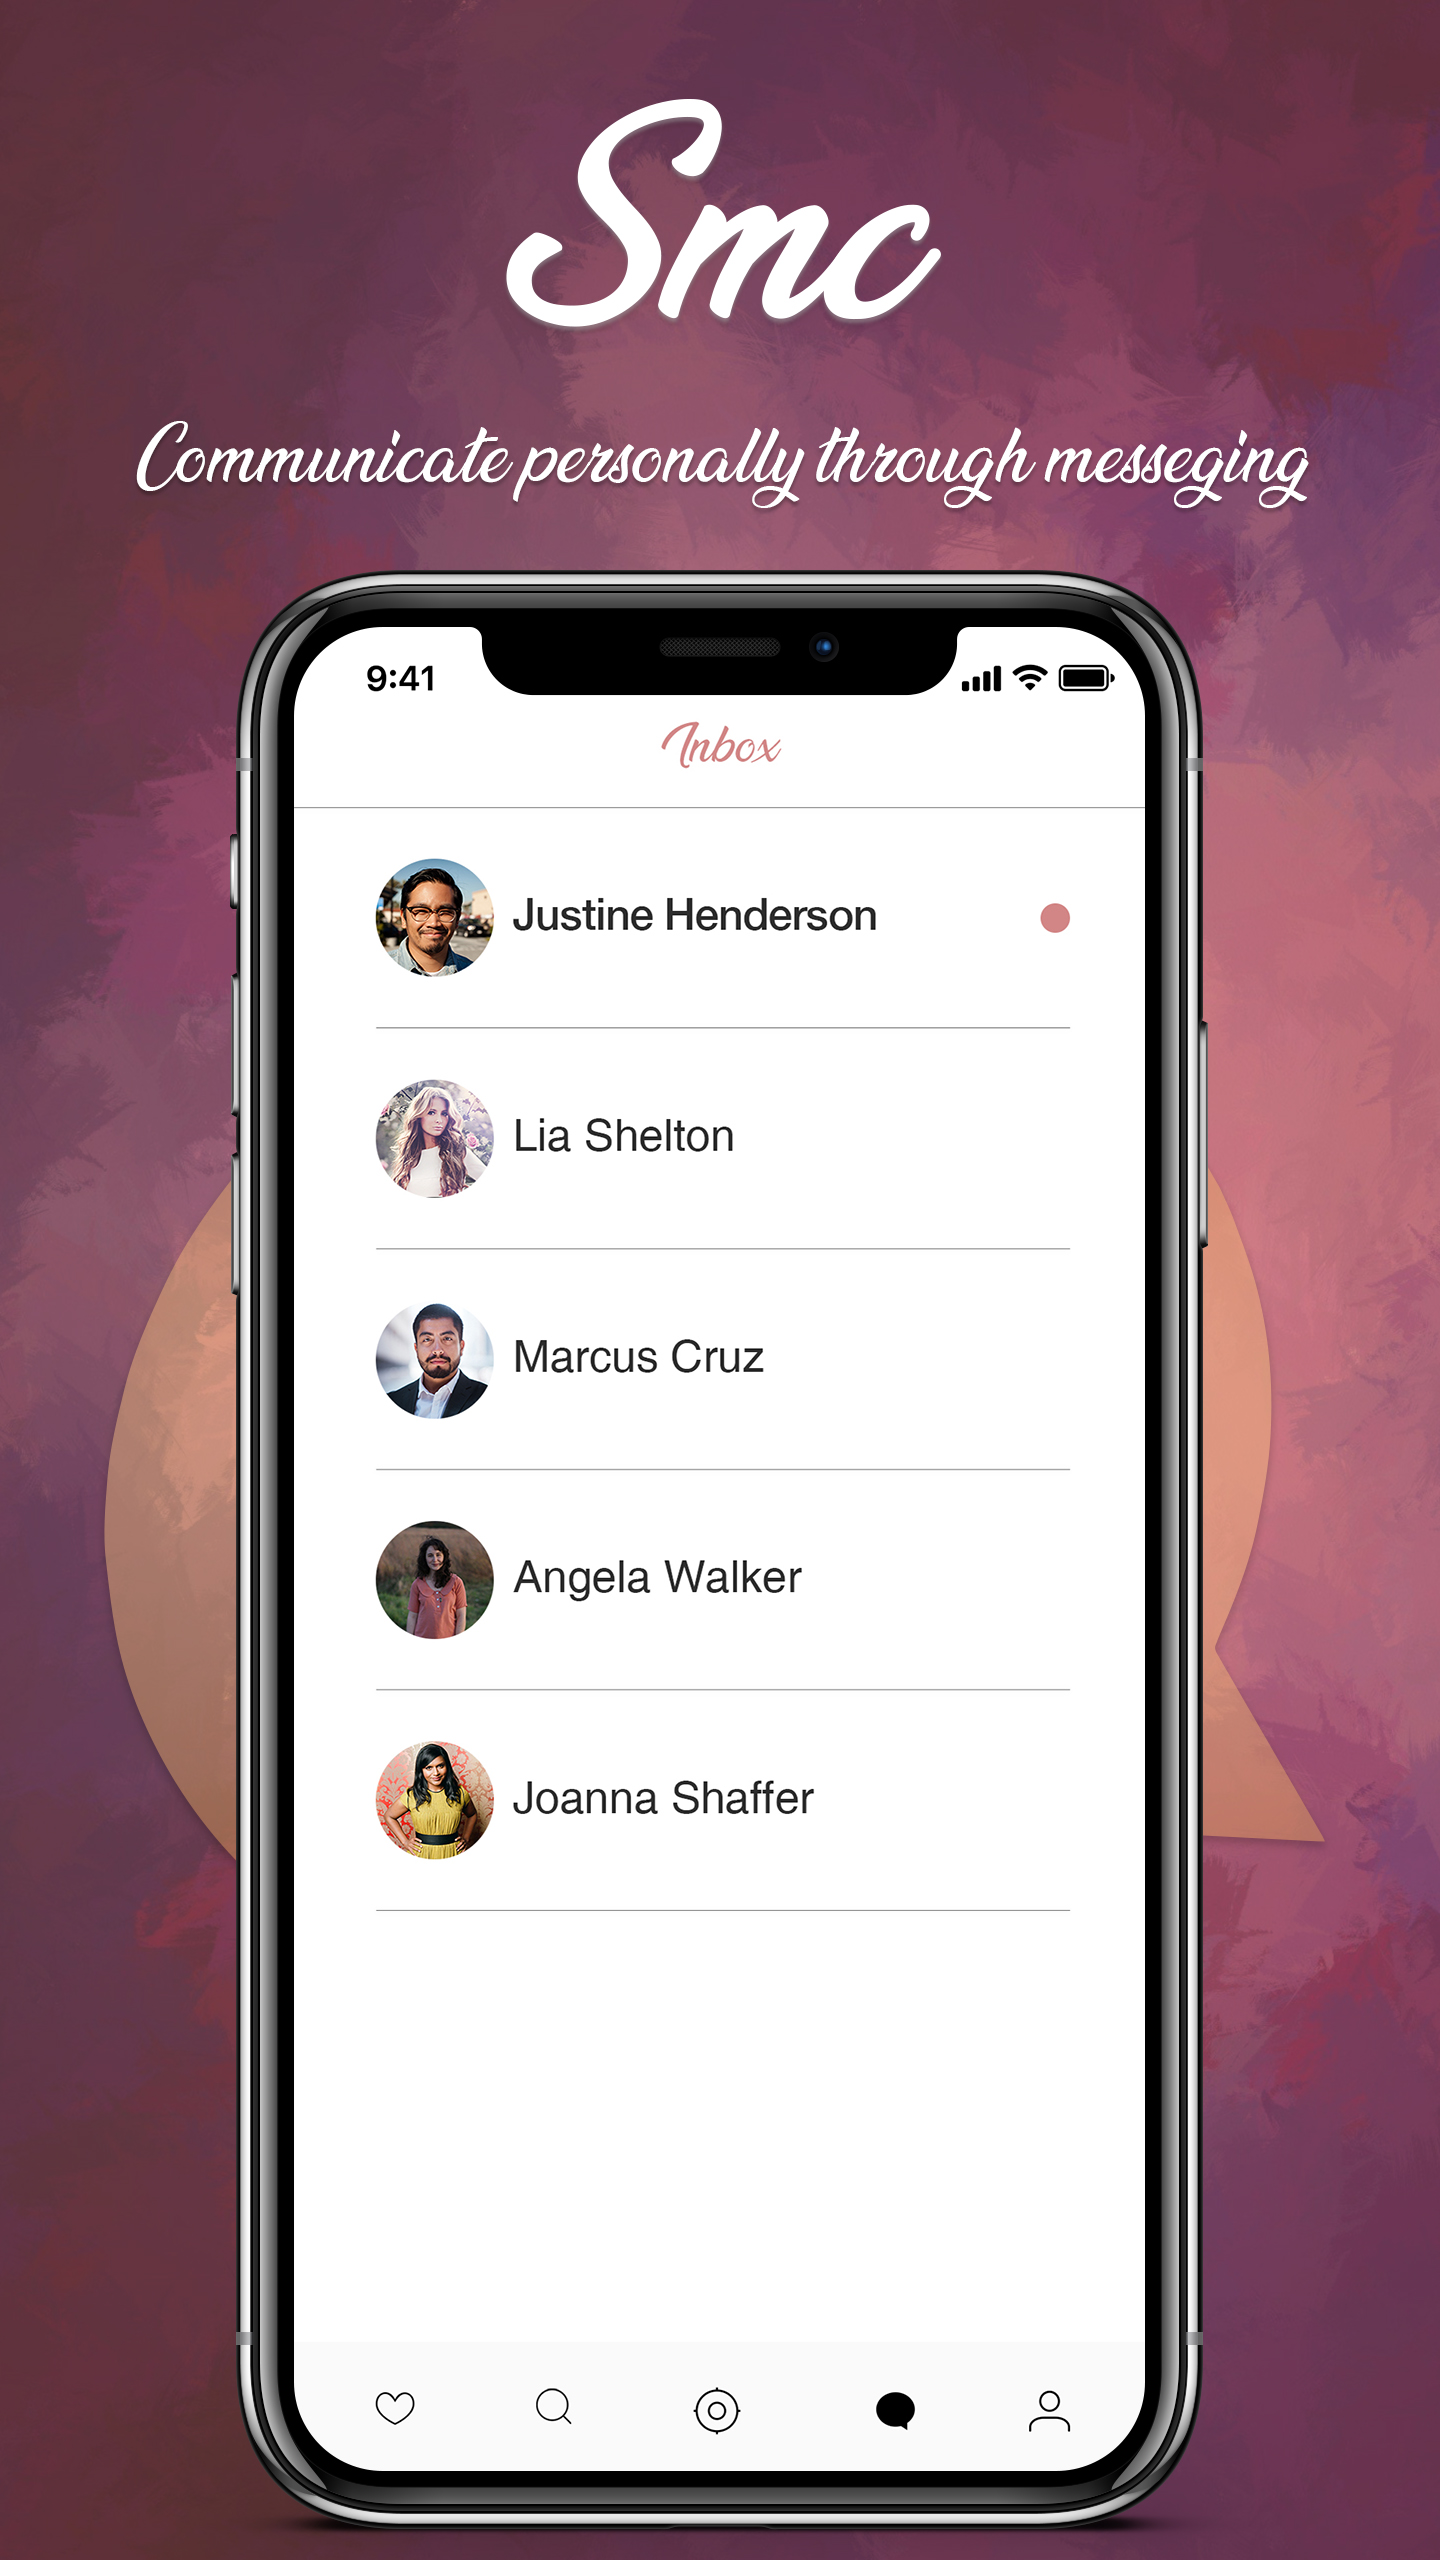 Smc
Communicate personally through messeging
9:41
Inbox
Justine Henderson
Lia Shelton
Marcus Cruz
Angela Walker
Joanna Shaffer